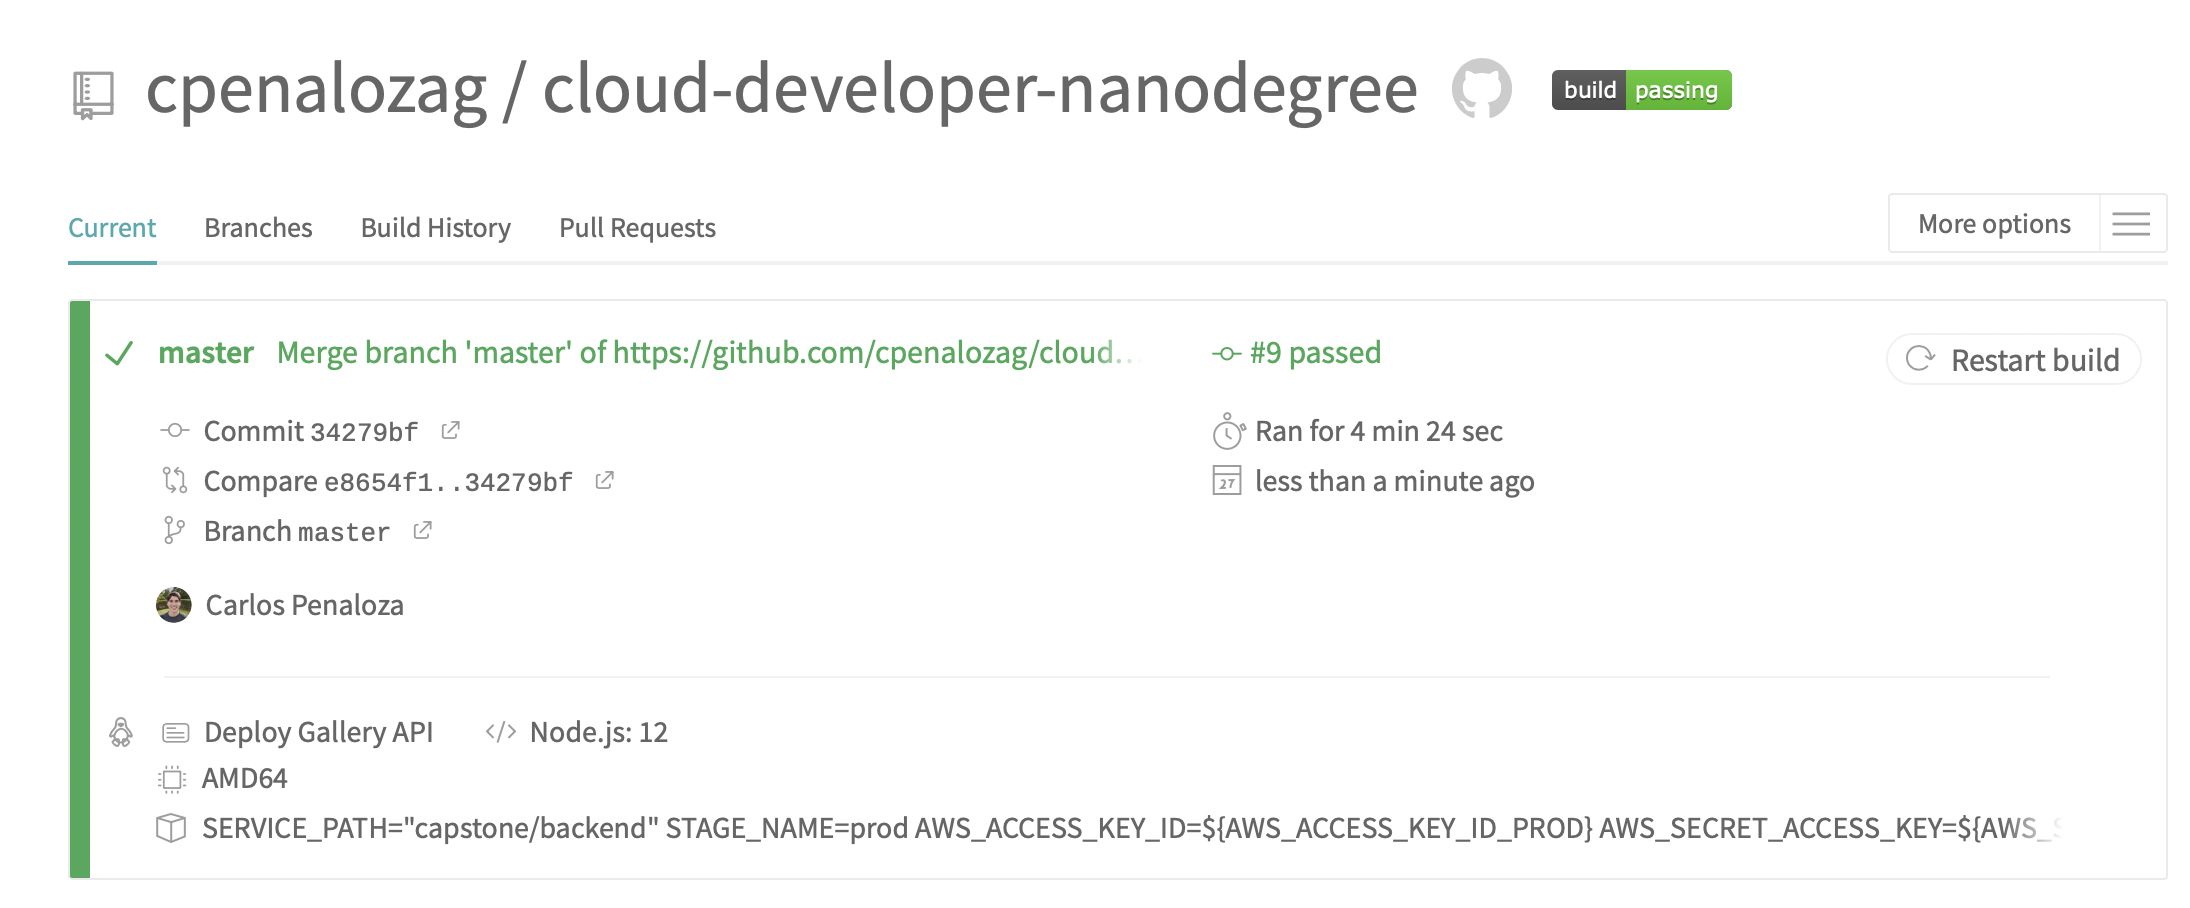 cpenalozag / cloud-developer-nanodegree build passing
Current Branches Build History Pull Requests More options
master Merge branch 'master' of https://github.com/cpenalozag/cloud... #9 passed Restart build
Commit 34279bf Ran for 4 min 24 sec
Compare e8654f1..34279bf 27 less than a minute ago
Branch master
Carlos Penaloza
Deploy Gallery API </> Node.js: 12
AMD64
SERVICE_PATH="capstone/backend" STAGE_NAME=prod AWS_ACCESS_KEY_ID=${AWS_ACCESS_KEY_ID_PROD} AWS_SECRET_ACCESS_KEY=${AWS_S